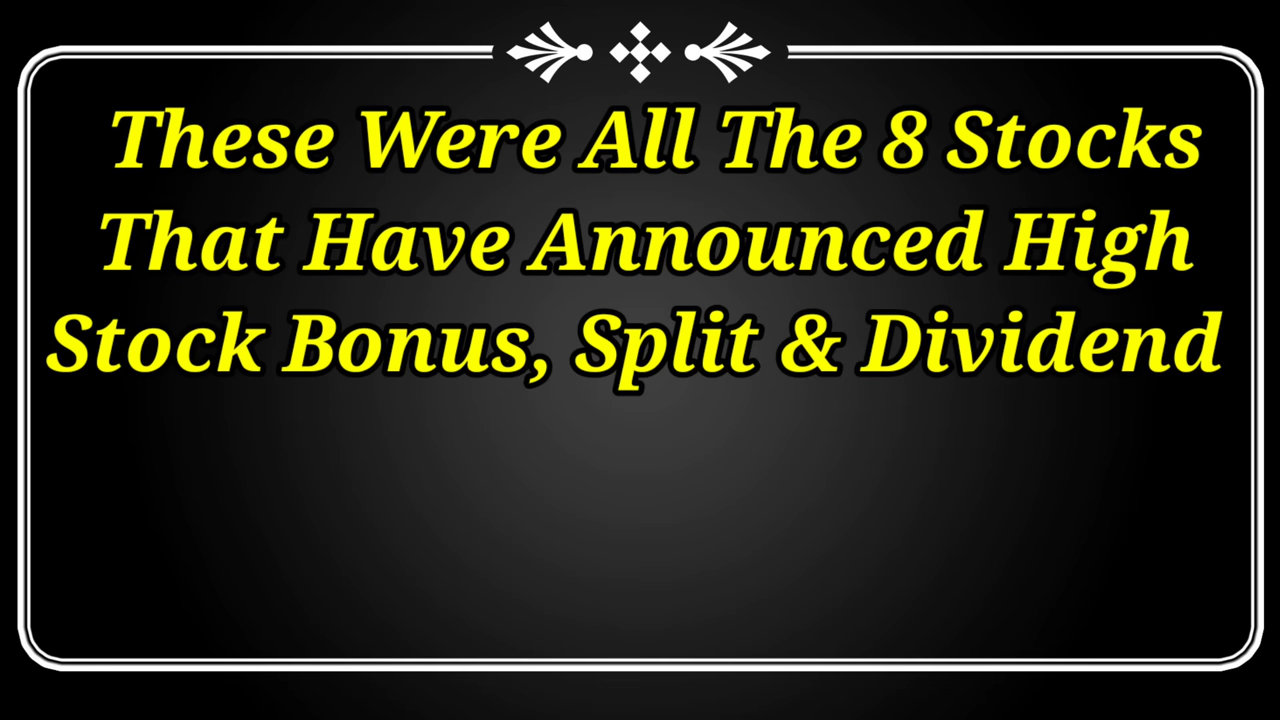 These Were All The 8 Stocks
That Have Announced High
Stock Bonus, Split & Dividend